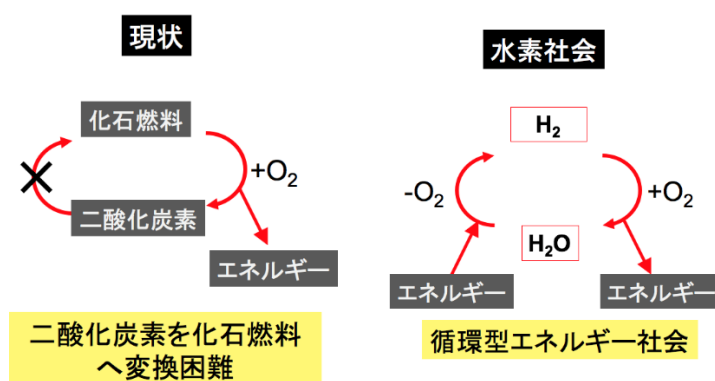 現状
化石燃料
+O₂
二酸化炭素
エネルギー
二酸化炭素を化石燃料
へ変換困難
水素社会
H₂
-O₂
+O₂
H₂O
エネルギー
エネルギー
循環型エネルギー社会